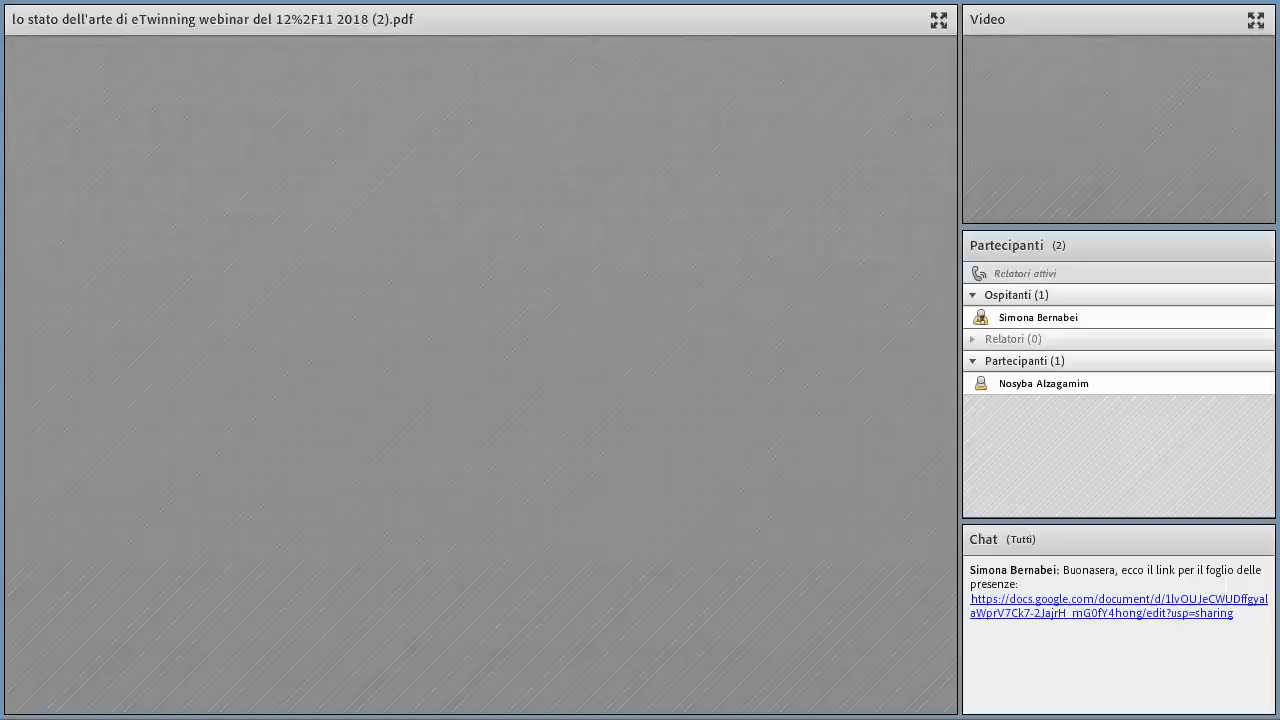 lo stato dell'arte di eTwinning webinar del 12%2F11 2018 (2).pdf
Video
Partecipanti (2)
Relatori attivi
Ospitanti (1)
Simona Bernabei
Relatori (0)
Partecipanti (1)
Nosyba Alzagamim
Chat (Tutti)
Simona Bernabei: Buonasera, ecco il link per il foglio delle
presenze:
https://docs.google.com/document/d/1lvOUJeCWUDffgyal
aWprV7Ck7-2JajrH_mG0fY4hong/edit?usp=sharing